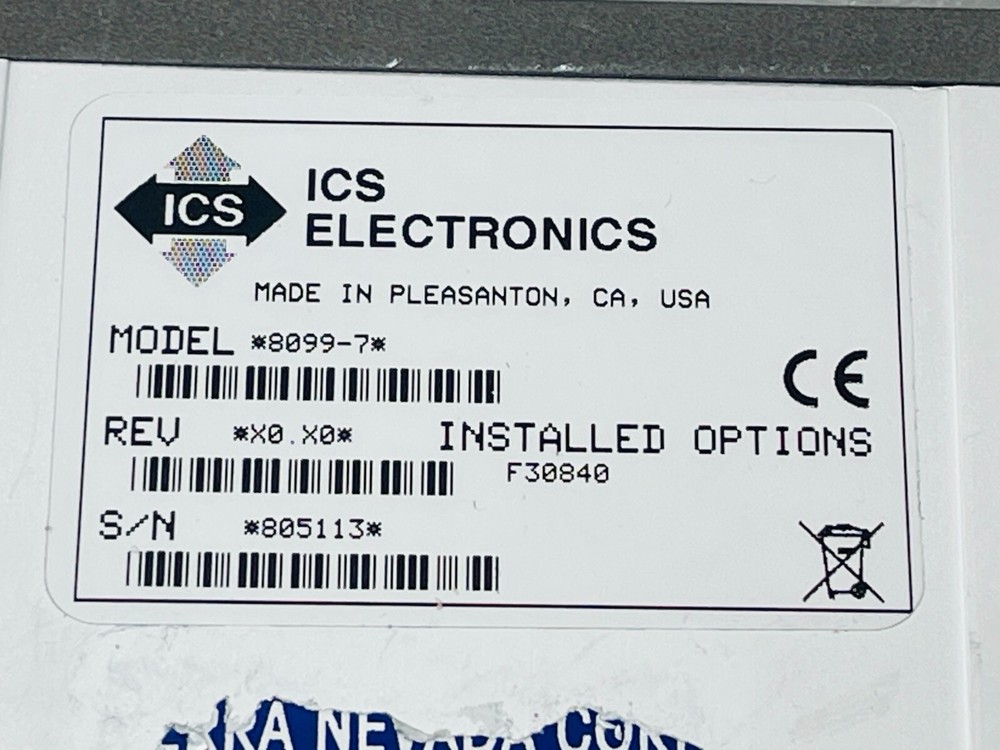 ICS
ICS
ELECTRONICS
MADE IN PLEASANTON, CA, USA
MODEL *8099-7*
CE
REV *X0.X0* INSTALLED OPTIONS
F30840
S/N *805113*